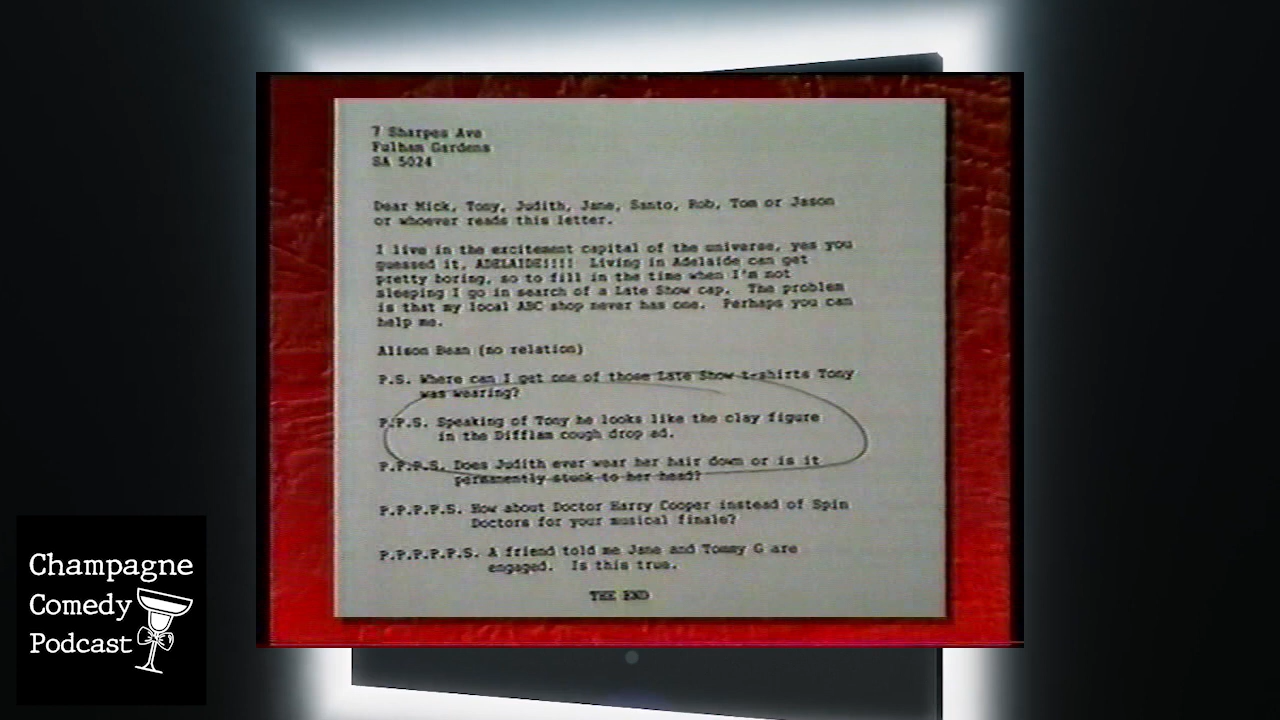 7 Sharpes Ave
Fulham Gardens
SA 5024
Dear Mick, Tony, Judith, Jane, Santo, Rob, Tom or Jason
or whoever reads this letter.
I live in the excitement capital of the universe, yes you
guessed it, ADELAIDE!!!! Living in Adelaide can get
pretty boring, so to fill in the time when I'm not
sleeping I go in search of a Late Show cap. The problem
is that my local ABC shop never has one. Perhaps you can
help me.
Alison Bean (no relation)
P.S. Where can I get one of those Late Show t-shirts Tony
was wearing?
P.P.S. Speaking of Tony he looks like the clay figure
in the Difflam cough drop ad.
P.P.P.S. Does Judith ever wear her hair down or is it
permanently stuck to her head?
P.P.P.P.S. How about Doctor Harry Cooper instead of Spin
Doctors for your musical finale?
P.P.P.P.P.S. A friend told me Jane and Tommy G are
engaged. Is this true.
THE END
Champagne
Comedy
Podcast